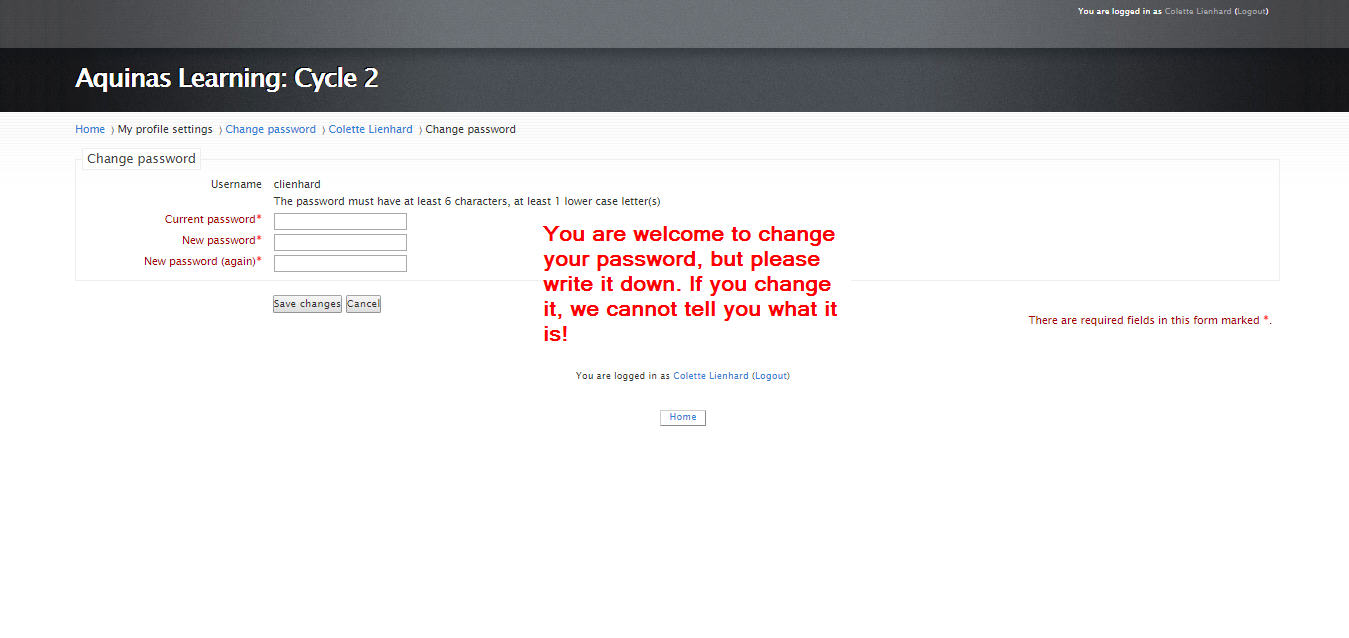 You are logged in as Colette Lienhard (Logout)
Aquinas Learning: Cycle 2
Home 〉 My profile settings 〉 Change password 〉 Colette Lienhard 〉 Change password
Change password
Username clienhard
The password must have at least 6 characters, at least 1 lower case letter(s)
Current password*
New password*
New password (again)*
Save changes Cancel
You are welcome to change
your password, but please
write it down. If you change
it, we cannot tell you what it
is!
There are required fields in this form marked *.
You are logged in as Colette Lienhard (Logout)
Home